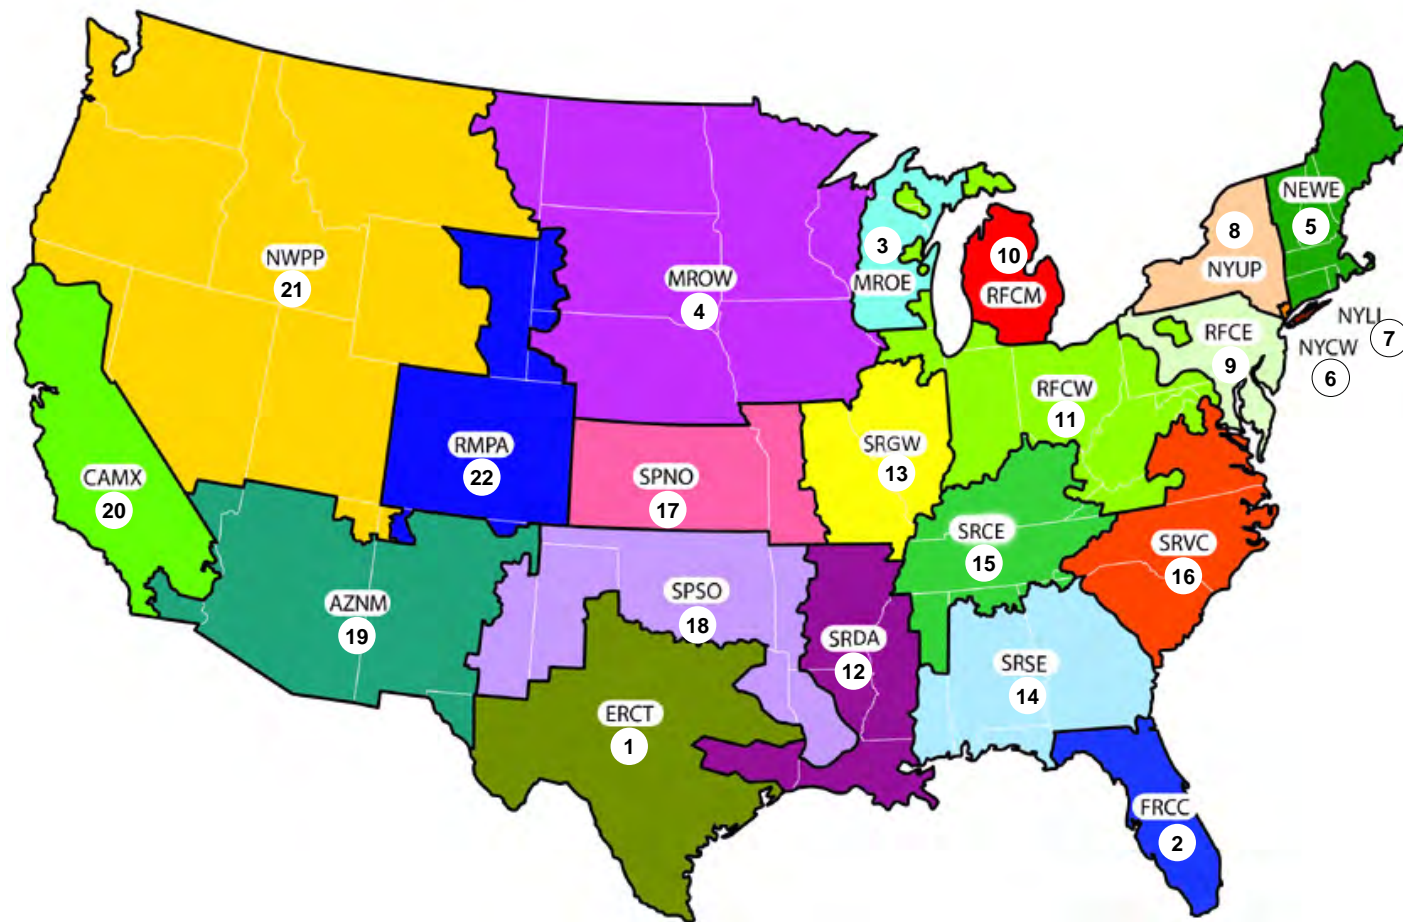 NEWE
5
8
NYUP
3
MROE
10
RFCM
NWPP
21
MROW
4
NYLI
7
NYCW
6
RFCE
9
RFCW
11
RMPA
22
SRGW
13
CAMX
20
SPNO
17
SRCE
15
SRVC
16
AZNM
19
SPSO
18
SRDA
12
SRSE
14
ERCT
1
FRCC
2